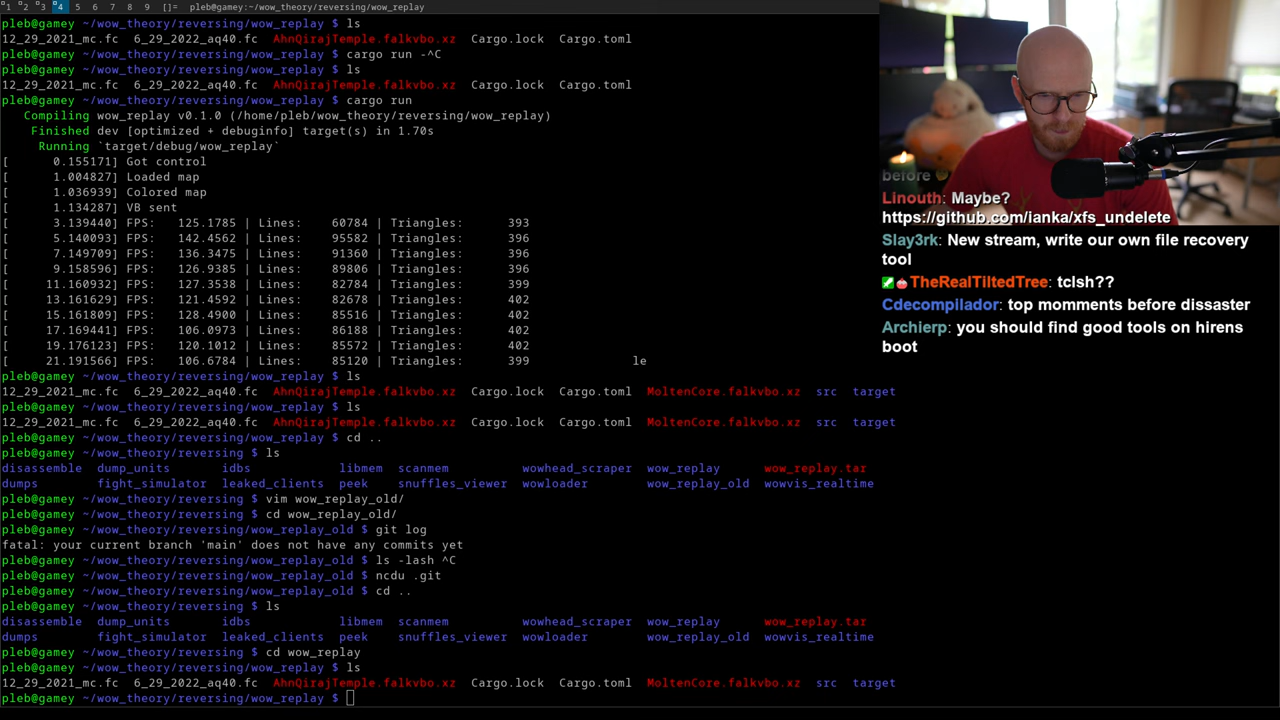 1 2 3 4 5 6 7 8 9 []= pleb@gamey:~/wow_theory/reversing/wow_replay
pleb@gamey ~/wow_theory/reversing/wow_replay $ ls
12_29_2021_mc.fc 6_29_2022_aq40.fc AhnQirajTemple.falkvbo.xz Cargo.lock Cargo.toml
pleb@gamey ~/wow_theory/reversing/wow_replay $ cargo run -^C
pleb@gamey ~/wow_theory/reversing/wow_replay $ ls
12_29_2021_mc.fc 6_29_2022_aq40.fc AhnQirajTemple.falkvbo.xz Cargo.lock Cargo.toml
pleb@gamey ~/wow_theory/reversing/wow_replay $ cargo run
Compiling wow_replay v0.1.0 (/home/pleb/wow_theory/reversing/wow_replay)
Finished dev [optimized + debuginfo] target(s) in 1.70s
Running `target/debug/wow_replay`
[ 0.155171] Got control
[ 1.004827] Loaded map
[ 1.036939] Colored map
[ 1.134287] VB sent
[ 3.139440] FPS: 125.1785 | Lines: 60784 | Triangles: 393
[ 5.140093] FPS: 142.4562 | Lines: 95582 | Triangles: 396
[ 7.149709] FPS: 136.3475 | Lines: 91360 | Triangles: 396
[ 9.158596] FPS: 126.9385 | Lines: 89806 | Triangles: 396
[ 11.160932] FPS: 127.3538 | Lines: 82784 | Triangles: 399
[ 13.161629] FPS: 121.4592 | Lines: 82678 | Triangles: 402
[ 15.161809] FPS: 128.4900 | Lines: 85516 | Triangles: 402
[ 17.169441] FPS: 106.0973 | Lines: 86188 | Triangles: 402
[ 19.176123] FPS: 120.1012 | Lines: 85572 | Triangles: 402
[ 21.191566] FPS: 106.6784 | Lines: 85120 | Triangles: 399 le
pleb@gamey ~/wow_theory/reversing/wow_replay $ ls
12_29_2021_mc.fc 6_29_2022_aq40.fc AhnQirajTemple.falkvbo.xz Cargo.lock Cargo.toml MoltenCore.falkvbo.xz src target
pleb@gamey ~/wow_theory/reversing/wow_replay $ ls
12_29_2021_mc.fc 6_29_2022_aq40.fc AhnQirajTemple.falkvbo.xz Cargo.lock Cargo.toml MoltenCore.falkvbo.xz src target
pleb@gamey ~/wow_theory/reversing/wow_replay $ cd ..
pleb@gamey ~/wow_theory/reversing $ ls
disassemble dump_units idbs libmem scanmem wowhead_scraper wow_replay wow_replay.tar
dumps fight_simulator leaked_clients peek snuffles_viewer wowloader wow_replay_old wowvis_realtime
pleb@gamey ~/wow_theory/reversing $ vim wow_replay_old/
pleb@gamey ~/wow_theory/reversing $ cd wow_replay_old/
pleb@gamey ~/wow_theory/reversing/wow_replay_old $ git log
fatal: your current branch 'main' does not have any commits yet
pleb@gamey ~/wow_theory/reversing/wow_replay_old $ ls -lash ^C
pleb@gamey ~/wow_theory/reversing/wow_replay_old $ ncdu .git
pleb@gamey ~/wow_theory/reversing/wow_replay_old $ cd ..
pleb@gamey ~/wow_theory/reversing $ ls
disassemble dump_units idbs libmem scanmem wowhead_scraper wow_replay wow_replay.tar
dumps fight_simulator leaked_clients peek snuffles_viewer wowloader wow_replay_old wowvis_realtime
pleb@gamey ~/wow_theory/reversing $ cd wow_replay
pleb@gamey ~/wow_theory/reversing/wow_replay $ ls
12_29_2021_mc.fc 6_29_2022_aq40.fc AhnQirajTemple.falkvbo.xz Cargo.lock Cargo.toml MoltenCore.falkvbo.xz src target
pleb@gamey ~/wow_theory/reversing/wow_replay $
before
Linouth: Maybe?
https://github.com/ianka/xfs_undelete
Slay3rk: New stream, write our own file recovery
tool
TheRealTiltedTree: tclsh??
Cdecompilador: top momments before dissaster
Archierp: you should find good tools on hirens
boot